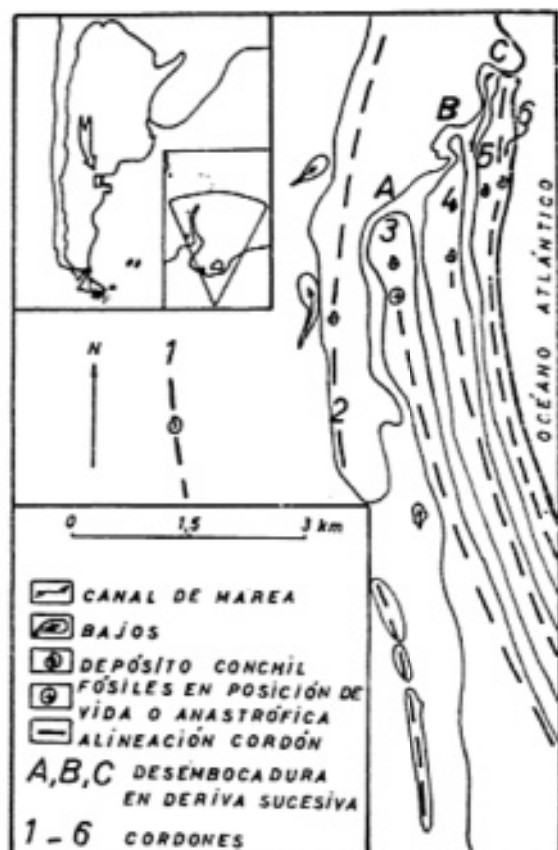 C
B
6
5
A
4
3
OCÉANO ATLÁNTICO
N
1
2
0 1,5 3 km
CANAL DE MAREA
BAJOS
DEPÓSITO CONCHIL
FÓSILES EN POSICIÓN DE
VIDA O ANASTRÓFICA
ALINEACIÓN CORDÓN
A,B,C DESEMBOCADURA
EN DERIVA SUCESIVA
1-6 CORDONES